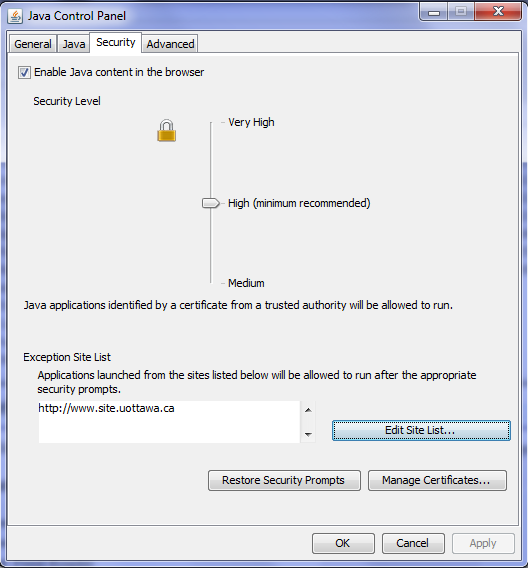 Java Control Panel
General Java Security Advanced
Enable Java content in the browser
Security Level
Very High
High (minimum recommended)
Medium
Java applications identified by a certificate from a trusted authority will be allowed to run.
Exception Site List
Applications launched from the sites listed below will be allowed to run after the appropriate
security prompts.
http://www.site.uottawa.ca
Edit Site List...
Restore Security Prompts Manage Certificates...
OK Cancel Apply